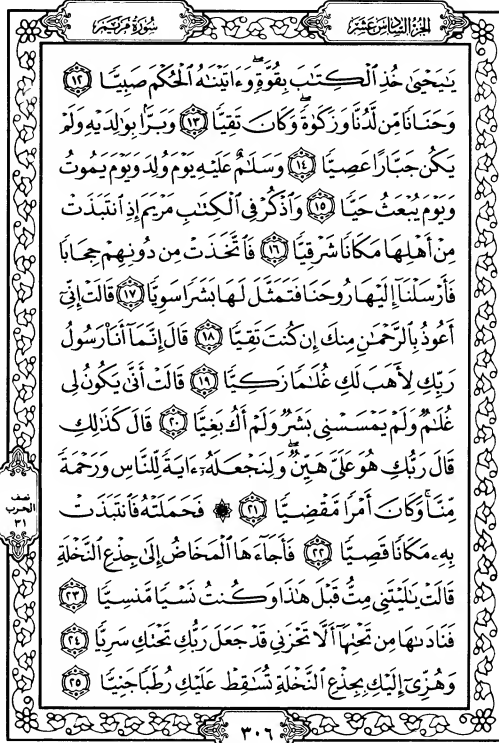 سورة مريم
الجزء السادس عشر
يَٰيَحْيَىٰ خُذِ ٱلْكِتَٰبَ بِقُوَّةٍۖ وَءَاتَيْنَٰهُ ٱلْحُكْمَ صَبِيًّا ١٢
وَحَنَانًا مِّن لَّدُنَّا وَزَكَوٰةًۖ وَكَانَ تَقِيًّا ١٣ وَبَرًّۢا بِوَٰلِدَيْهِ وَلَمْ
يَكُن جَبَّارًا عَصِيًّا ١٤ وَسَلَٰمٌ عَلَيْهِ يَوْمَ وُلِدَ وَيَوْمَ يَمُوتُ
وَيَوْمَ يُبْعَثُ حَيًّا ١٥ وَٱذْكُرْ فِى ٱلْكِتَٰبِ مَرْيَمَ إِذِ ٱنتَبَذَتْ
مِنْ أَهْلِهَا مَكَانًا شَرْقِيًّا ١٦ فَٱتَّخَذَتْ مِن دُونِهِمْ حِجَابًا
فَأَرْسَلْنَآ إِلَيْهَا رُوحَنَا فَتَمَثَّلَ لَهَا بَشَرًا سَوِيًّا ١٧ قَالَتْ إِنِّىٓ
أَعُوذُ بِٱلرَّحْمَٰنِ مِنكَ إِن كُنتَ تَقِيًّا ١٨ قَالَ إِنَّمَآ أَنَا۠ رَسُولُ
رَبِّكِ لِأَهَبَ لَكِ غُلَٰمًا زَكِيًّا ١٩ قَالَتْ أَنَّىٰ يَكُونُ لِى
غُلَٰمٌ وَلَمْ يَمْسَسْنِى بَشَرٌ وَلَمْ أَكُ بَغِيًّا ٢٠ قَالَ كَذَٰلِكِ
قَالَ رَبُّكِ هُوَ عَلَىَّ هَيِّنٌۖ وَلِنَجْعَلَهُۥٓ ءَايَةً لِّلنَّاسِ وَرَحْمَةً
مِّنَّاۚ وَكَانَ أَمْرًا مَّقْضِيًّا ٢١ ۞ فَحَمَلَتْهُ فَٱنتَبَذَتْ
بِهِۦ مَكَانًا قَصِيًّا ٢٢ فَأَجَآءَهَا ٱلْمَخَاضُ إِلَىٰ جِذْعِ ٱلنَّخْلَةِ
قَالَتْ يَٰلَيْتَنِى مِتُّ قَبْلَ هَٰذَا وَكُنتُ نَسْيًا مَّنسِيًّا ٢٣
فَنَادَىٰهَا مِن تَحْتِهَآ أَلَّا تَحْزَنِى قَدْ جَعَلَ رَبُّكِ تَحْتَكِ سَرِيًّا ٢٤
وَهُزِّىٓ إِلَيْكِ بِجِذْعِ ٱلنَّخْلَةِ تُسَٰقِطْ عَلَيْكِ رُطَبًا جَنِيًّا ٢٥
نصف
الحزب
٣١
٣٠٦